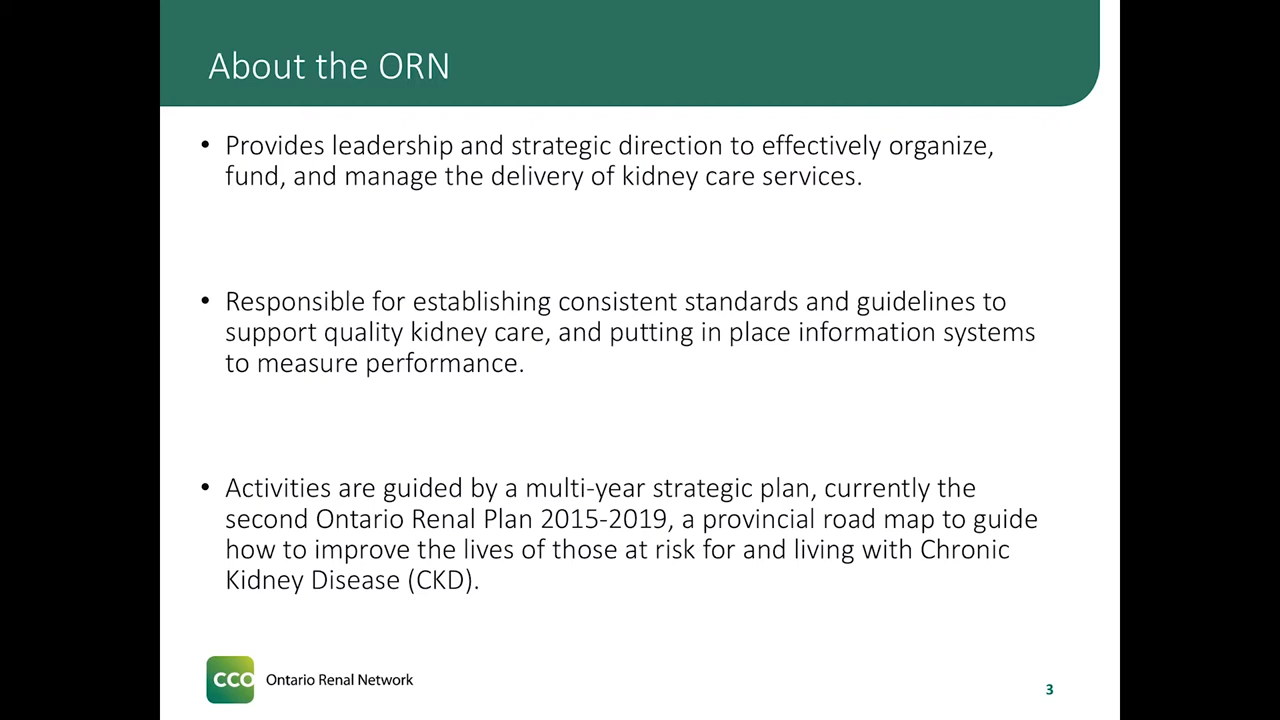 About the ORN
• Provides leadership and strategic direction to effectively organize,
fund, and manage the delivery of kidney care services.
• Responsible for establishing consistent standards and guidelines to
support quality kidney care, and putting in place information systems
to measure performance.
• Activities are guided by a multi-year strategic plan, currently the
second Ontario Renal Plan 2015-2019, a provincial road map to guide
how to improve the lives of those at risk for and living with Chronic
Kidney Disease (CKD).
CCO Ontario Renal Network
3